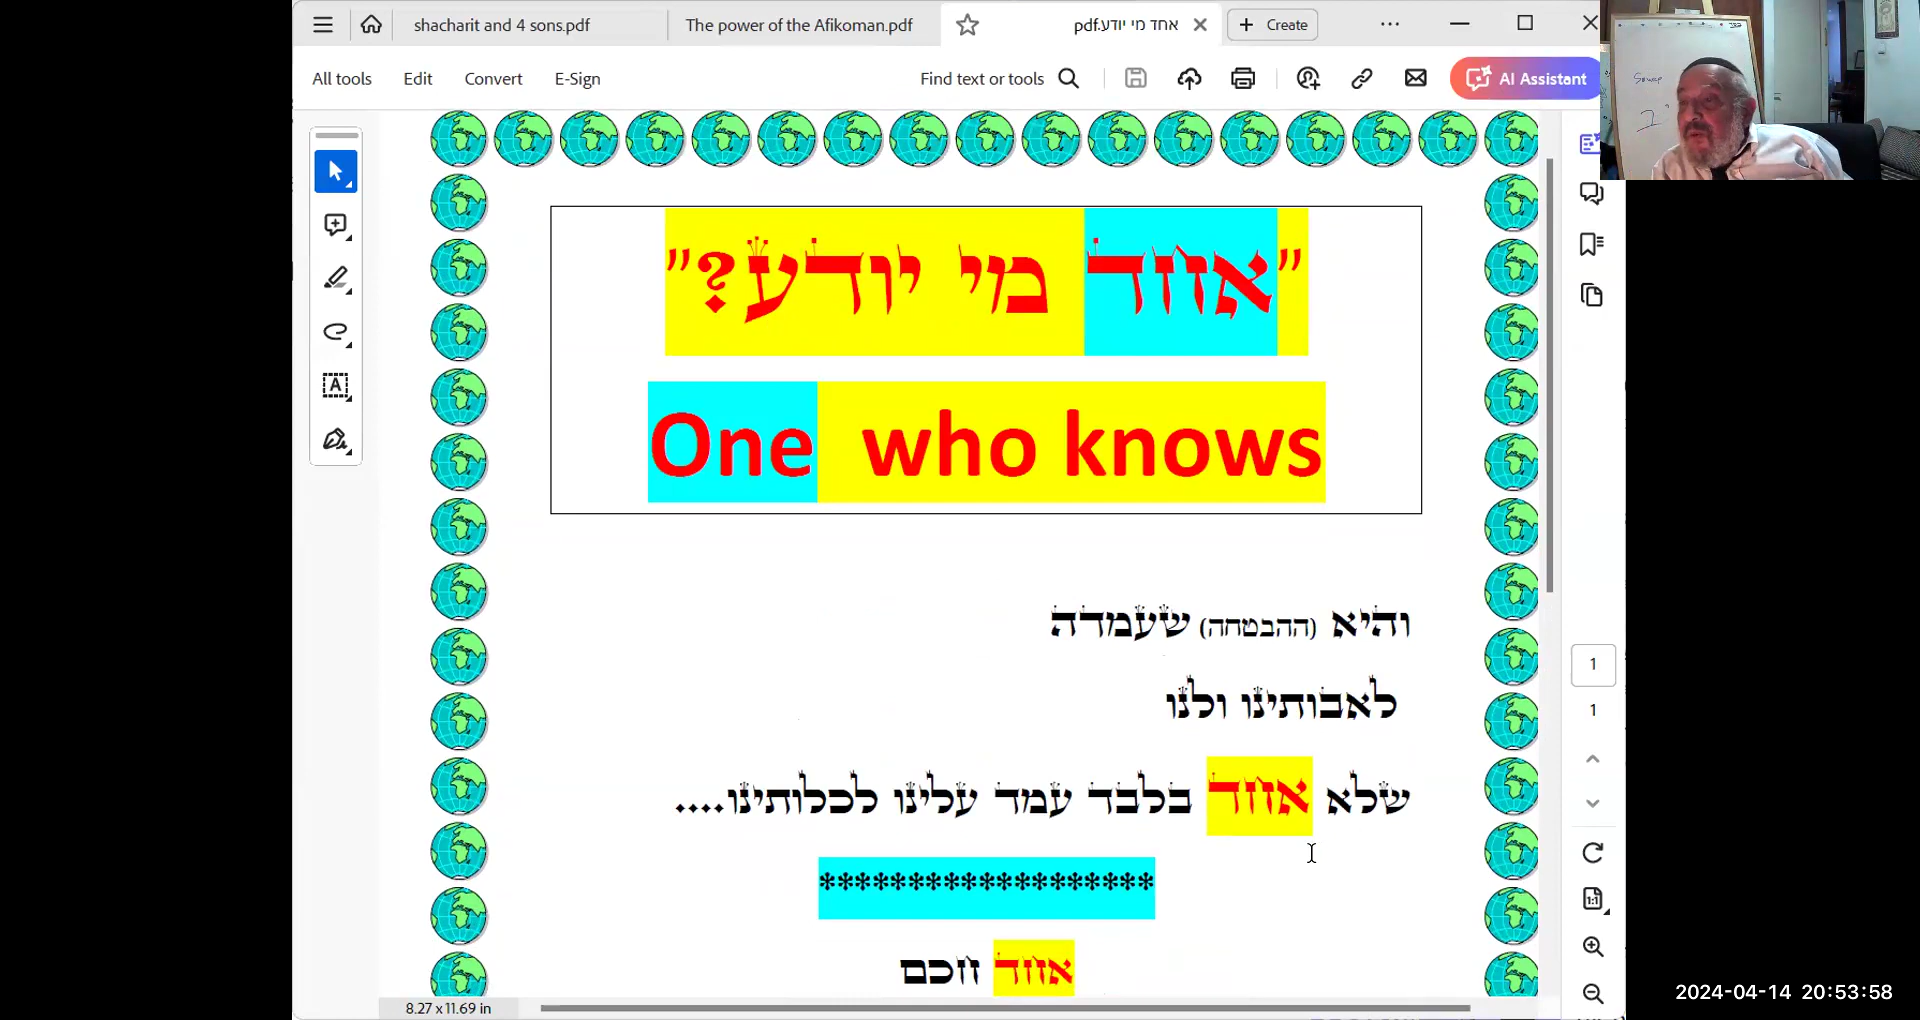 shacharit and 4 sons.pdf
The power of the Afikoman.pdf
אחד מי יודע.pdf
Create
All tools
Edit
Convert
E-Sign
Find text or tools
AI Assistant
"אחד מי יודע?"
One who knows
והיא (ההבטחה) שעמדה
לאבותינו ולנו
שלא אחד בלבד עמד עלינו לכלותינו....
*******************
אחד חכם
1
1
1:1
8.27 x 11.69 in
2024-04-14 20:53:58